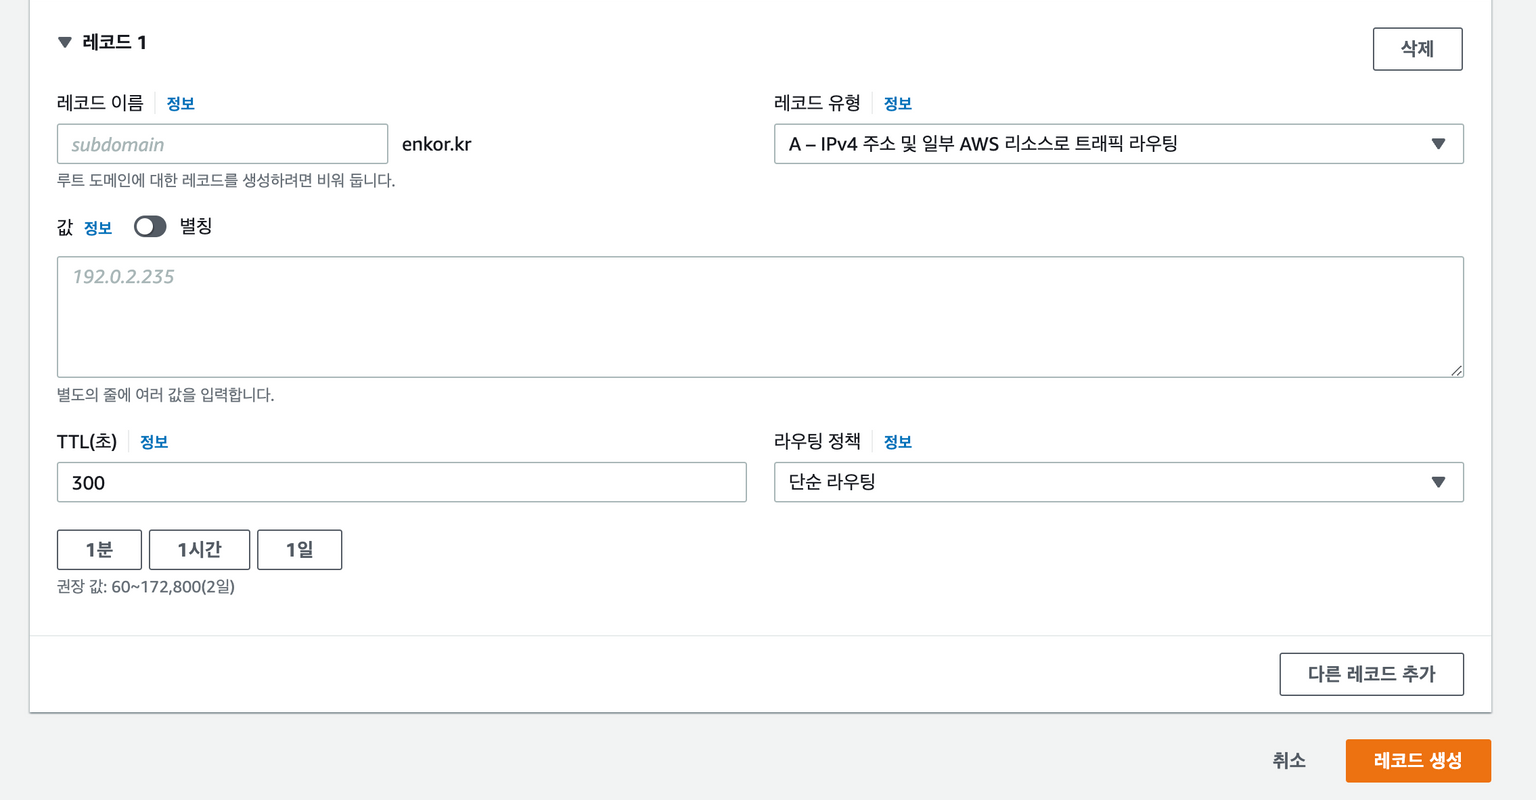 레코드 1
삭제
레코드 이름 정보
레코드 유형 정보
subdomain enkor.kr
A – IPv4 주소 및 일부 AWS 리소스로 트래픽 라우팅
루트 도메인에 대한 레코드를 생성하려면 비워 둡니다.
값 정보 별칭
192.0.2.235
별도의 줄에 여러 값을 입력합니다.
TTL(초) 정보
라우팅 정책 정보
300
단순 라우팅
1분 1시간 1일
권장 값: 60~172,800(2일)
다른 레코드 추가
취소 레코드 생성